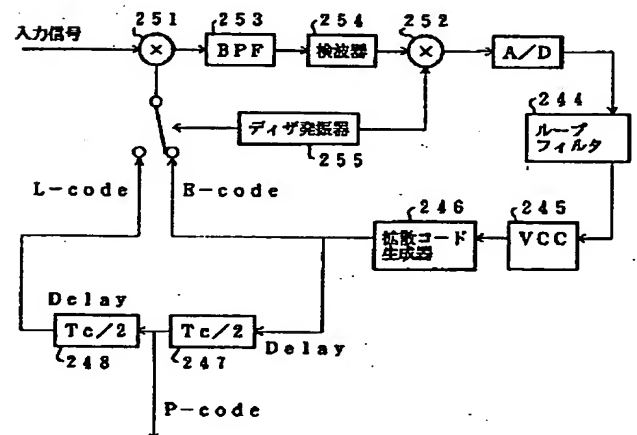 251
253
254
252
入力信号
×
BPF
検波器
×
A/D
244
ループ
フィルタ
ディザ発振器
255
L-code
E-code
246
245
拡散コード
生成器
VCC
Delay
Tc/2
Tc/2
Delay
248
247
P-code